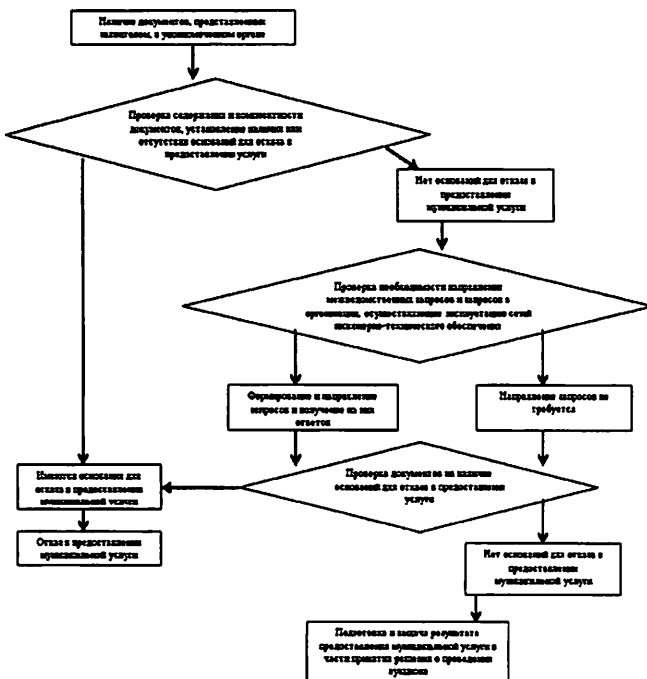 Наличие документов, представленных
заявителем, в уполномоченном органе
Проверка содержания и комплектности
документов, установление наличия или
отсутствия оснований для отказа в
предоставлении услуги
Нет оснований для отказа в
предоставлении
муниципальной услуги
Проверка необходимости направления
межведомственных запросов и запросов в
организации, осуществляющие эксплуатацию сетей
инженерно-технического обеспечения
Формирование и направление
запросов и получение на них
ответов
Направление запросов не
требуется
Проверка документов на наличие
оснований для отказа в предоставлении
услуги
Имеются основания для
отказа в предоставлении
муниципальной услуги
Отказ в предоставлении
муниципальной услуги
Нет оснований для отказа в
предоставлении
муниципальной услуги
Подготовка и выдача результата
предоставления муниципальной услуги в
части принятия решения о проведении
аукциона